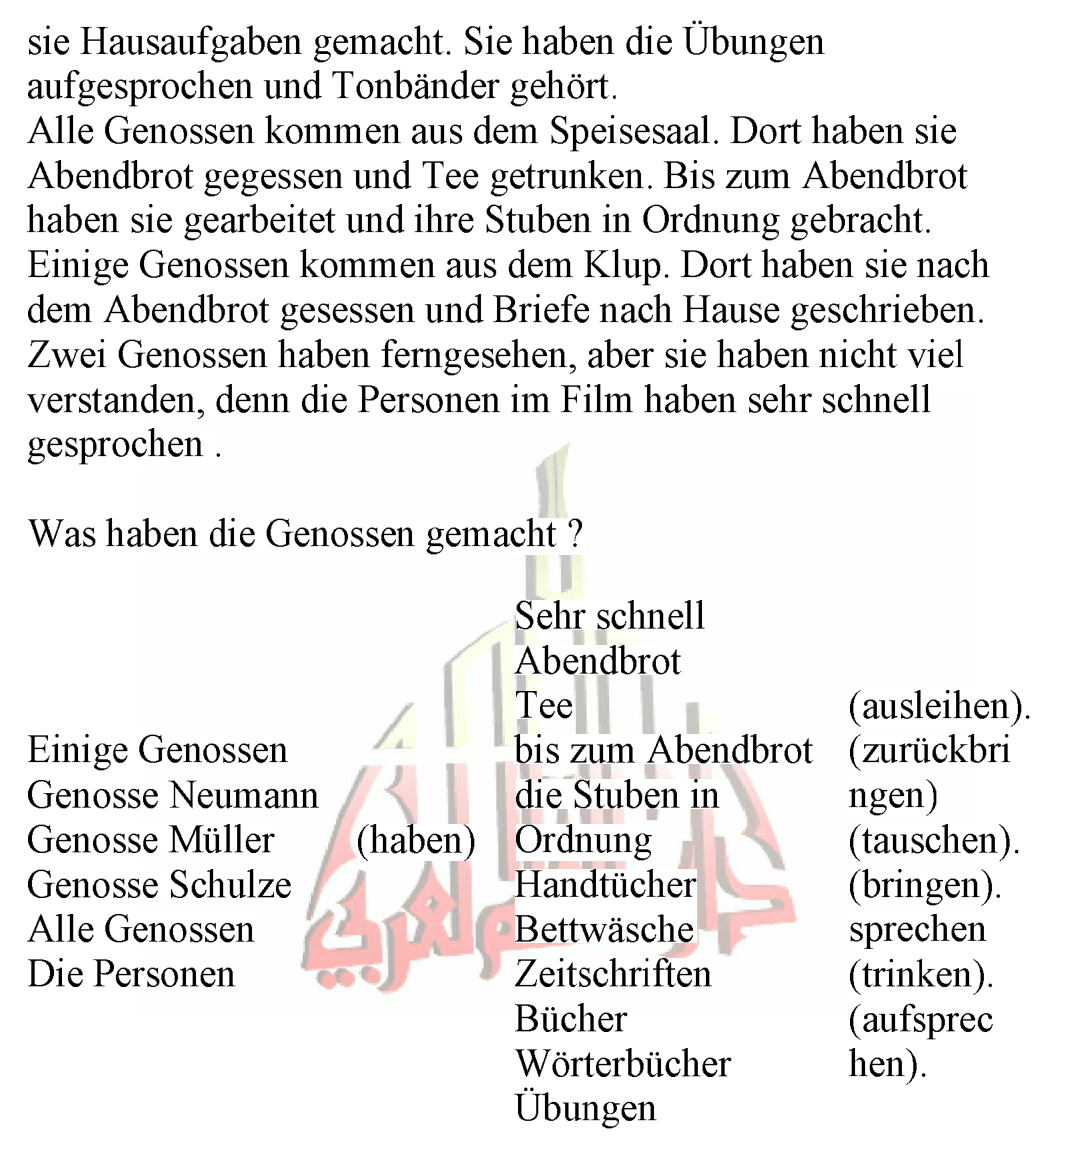 sie Hausaufgaben gemacht. Sie haben die Übungen
aufgesprochen und Tonbänder gehört.
Alle Genossen kommen aus dem Speisesaal. Dort haben sie
Abendbrot gegessen und Tee getrunken. Bis zum Abendbrot
haben sie gearbeitet und ihre Stuben in Ordnung gebracht.
Einige Genossen kommen aus dem Klup. Dort haben sie nach
dem Abendbrot gesessen und Briefe nach Hause geschrieben.
Zwei Genossen haben ferngesehen, aber sie haben nicht viel
verstanden, denn die Personen im Film haben sehr schnell
gesprochen .
Was haben die Genossen gemacht ?
Einige Genossen
Genosse Neumann
Genosse Müller
Genosse Schulze
Alle Genossen
Die Personen
(haben)
Sehr schnell
Abendbrot
Tee
bis zum Abendbrot
die Stuben in
Ordnung
Handtücher
Bettwäsche
Zeitschriften
Bücher
Wörterbücher
Übungen
(ausleihen).
(zurückbri
ngen)
(tauschen).
(bringen).
sprechen
(trinken).
(aufsprec
hen).